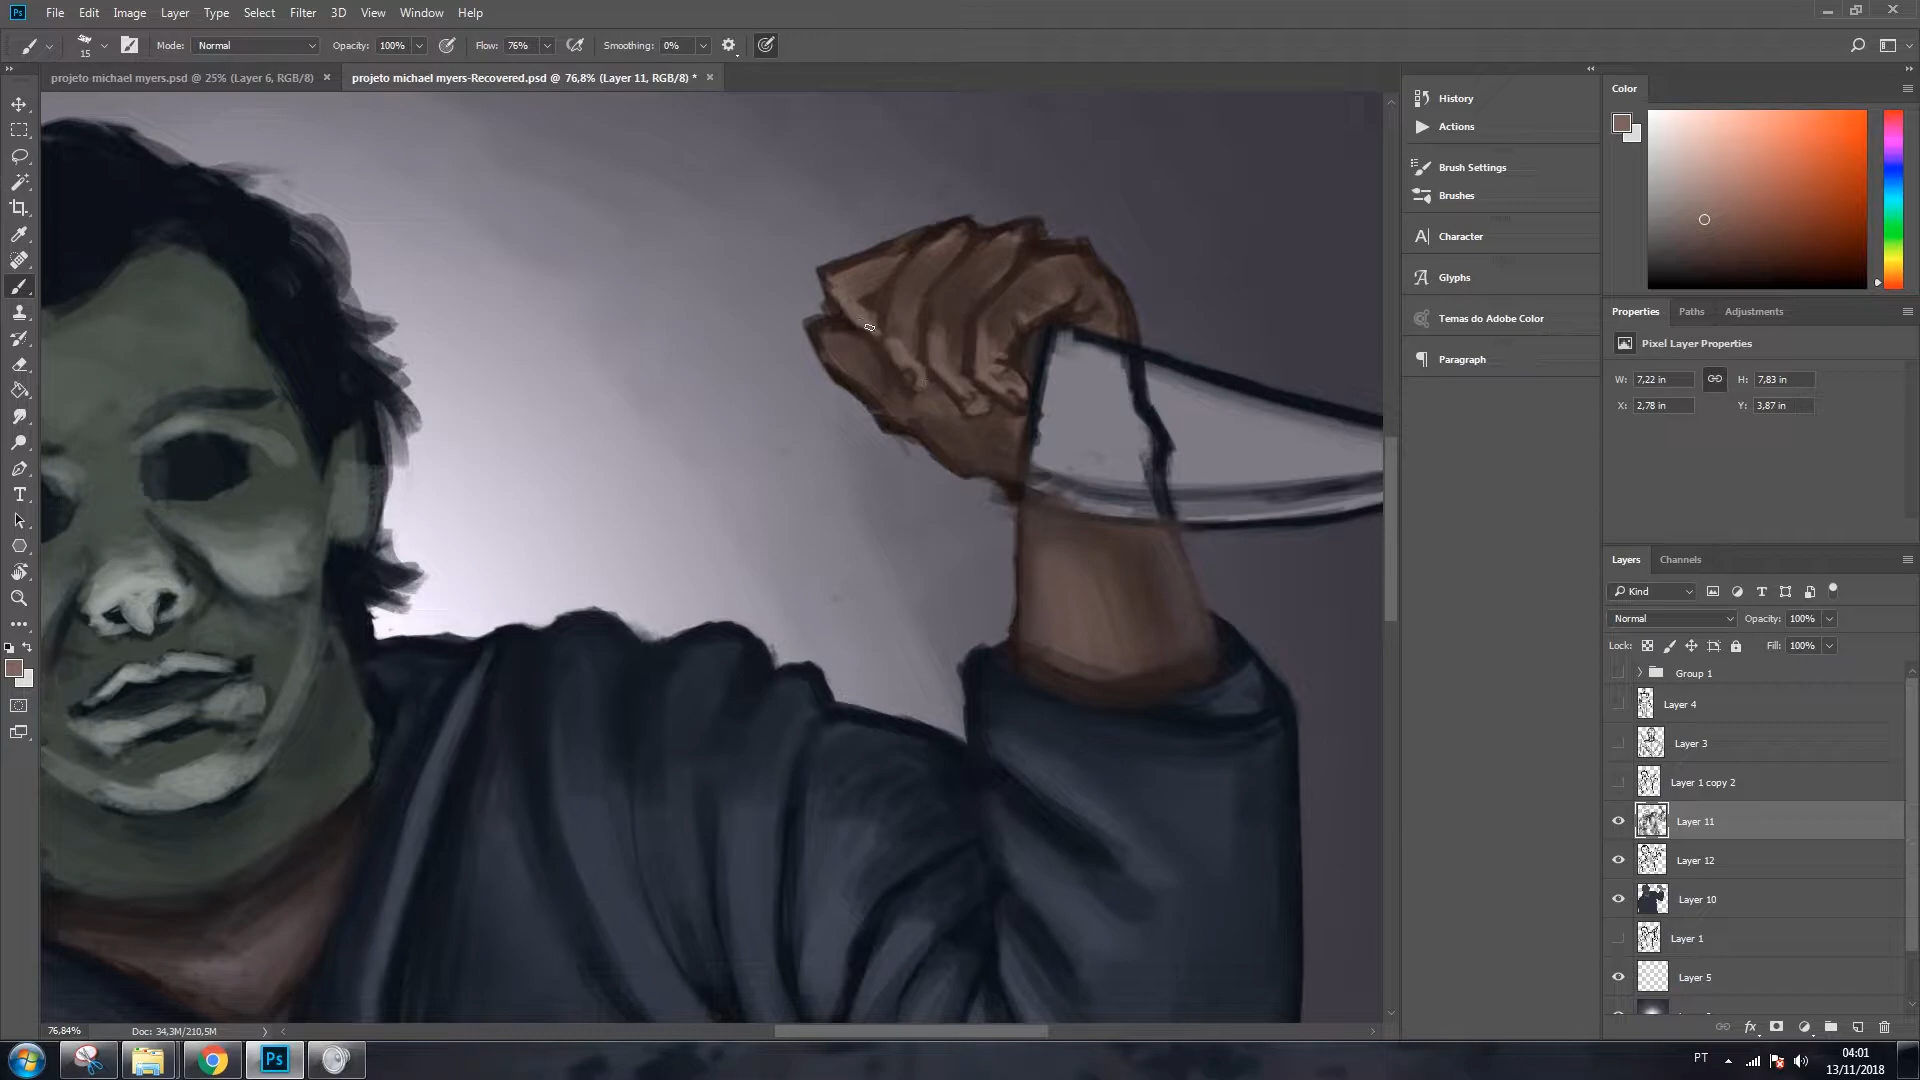 Ps File Edit Image Layer Type Select Filter 3D View Window Help
15 Mode: Normal Opacity: 100% Flow: 76% Smoothing: 0%
projeto michael myers.psd @ 25% (Layer 6, RGB/8) × projeto michael myers-Recovered.psd @ 76,8% (Layer 11, RGB/8) * ×
History
Actions
Brush Settings
Brushes
Character
Glyphs
Temas do Adobe Color
Paragraph
Color
Properties Paths Adjustments
Pixel Layer Properties
W: 7,22 in H: 7,83 in
X: 2,78 in Y: 3,87 in
Layers Channels
Kind
Normal Opacity: 100%
Lock: Fill: 100%
Group 1
Layer 4
Layer 3
Layer 1 copy 2
Layer 11
Layer 12
Layer 10
Layer 1
Layer 5
76,84% Doc: 34,3M/210,5M
Ps
PT
04:01
13/11/2018